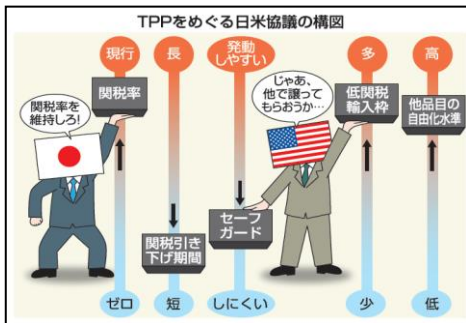 TPPをめぐる日米協議の構図
現行
長
発動
しやすい
多
高
関税率
関税率を
維持しろ!
じゃあ、
他で譲って
もらおうか…
低関税
輸入枠
他品目の
自由化水準
関税引き
下げ期間
セーフ
ガード
ゼロ
短
しにくい
少
低